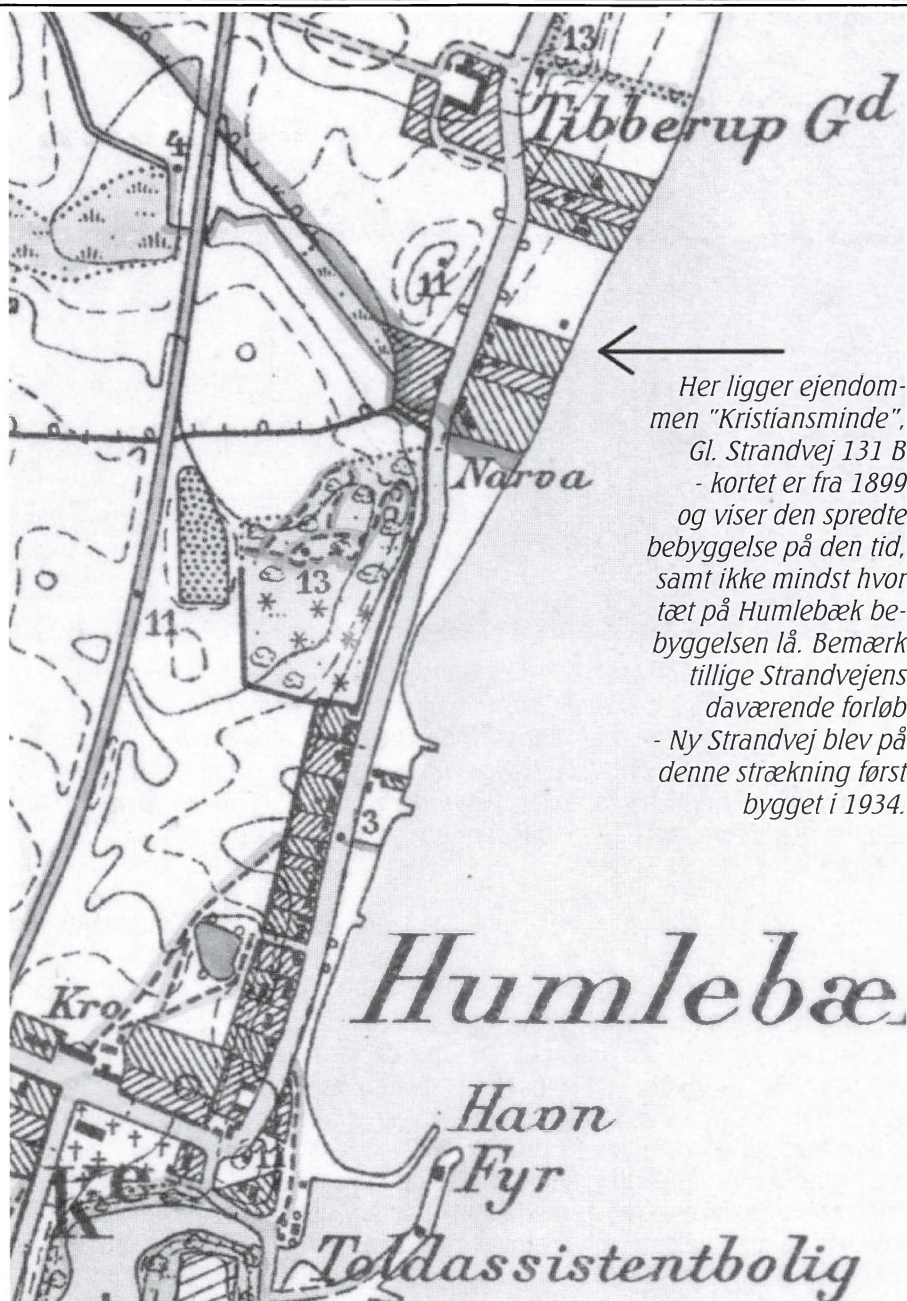 13
Tibberup Gd
4
11
Her ligger ejendom-
men "Kristiansminde",
Gl. Strandvej 131 B
- kortet er fra 1899
og viser den spredte
bebyggelse på den tid,
samt ikke mindst hvor
tæt på Humlebæk be-
byggelsen lå. Bemærk
tillige Strandvejens
daværende forløb
- Ny Strandvej blev på
denne strækning først
bygget i 1934.
Narva
13
11
3
Humlebæ
Kro
Havn
Fyr
11
Ke
Toldassistentbolig